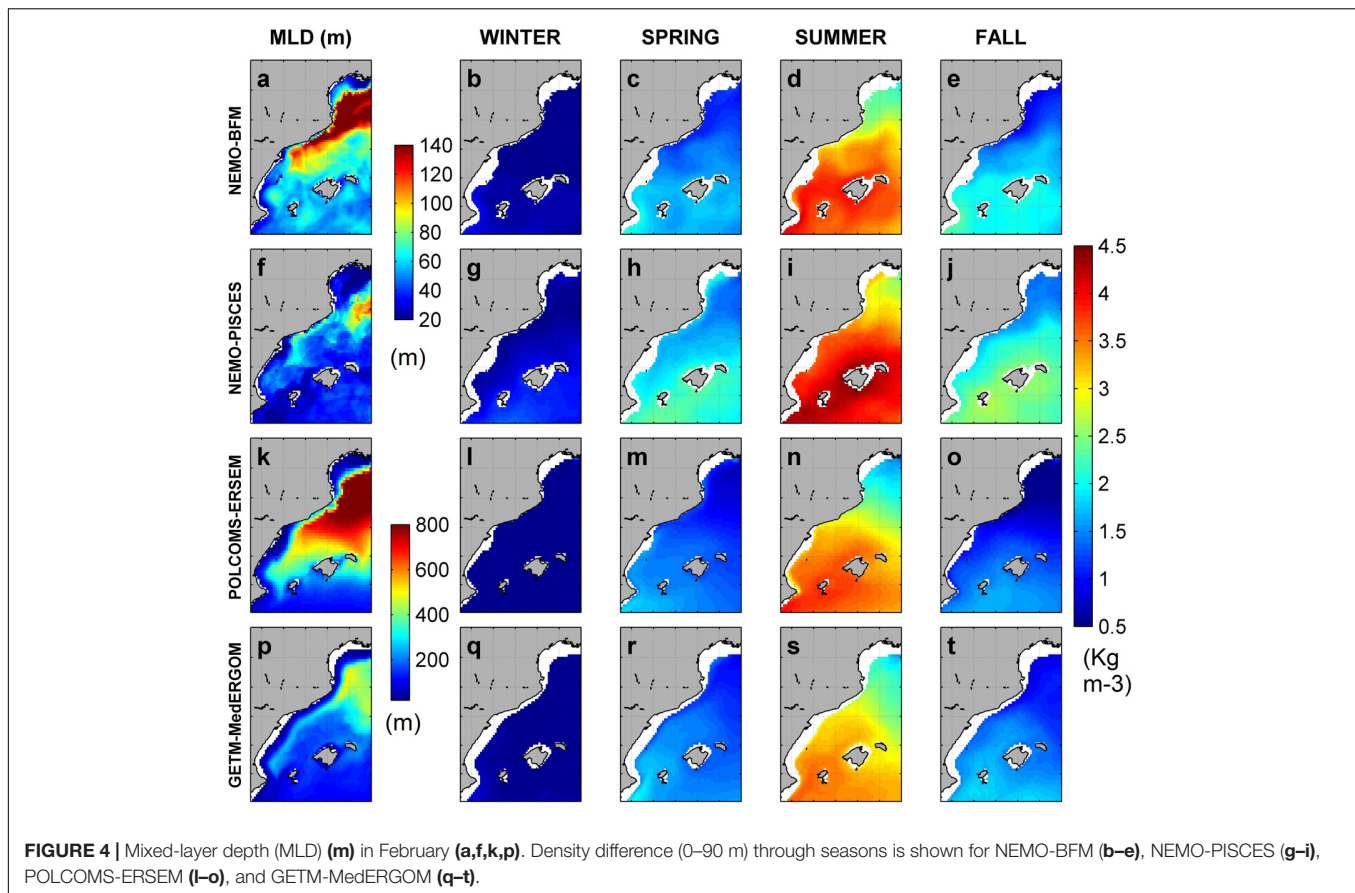 MLD (m) WINTER SPRING SUMMER FALL
NEMO-BFM
a b c d e
140
120
100
80
60
40
20
(m)
NEMO-PISCES
f g h i j
4.5
4
3.5
3
2.5
2
1.5
1
0.5
(Kg
m-3)
POLCOMS-ERSEM
k l m n o
800
600
400
200
(m)
GETM-MedERGOM
p q r s t
FIGURE 4 | Mixed-layer depth (MLD) (m) in February (a,f,k,p). Density difference (0–90 m) through seasons is shown for NEMO-BFM (b–e), NEMO-PISCES (g–i),
POLCOMS-ERSEM (l–o), and GETM-MedERGOM (q–t).